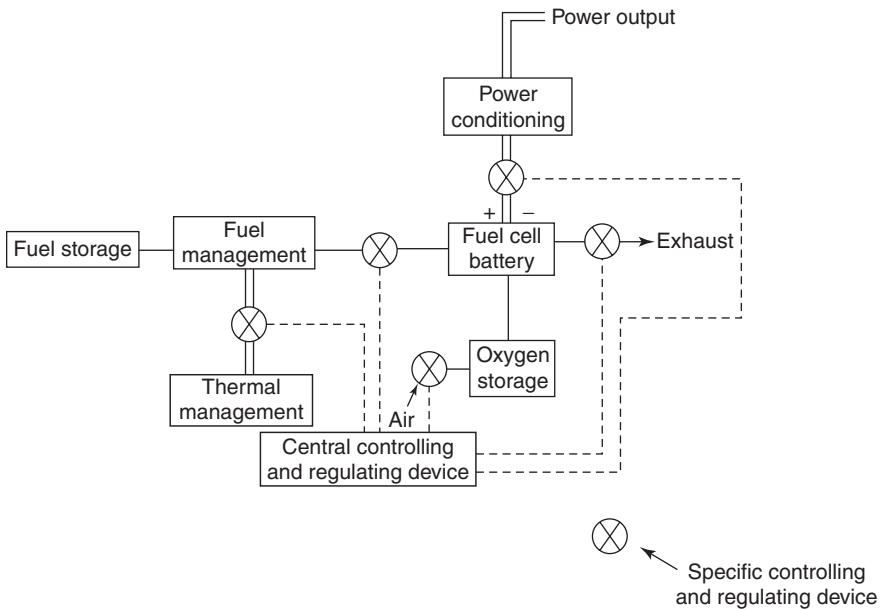 Power output
Power
conditioning
+ −
Fuel storage
Fuel
management
Fuel cell
battery
Exhaust
Thermal
management
Oxygen
storage
Air
Central controlling
and regulating device
Specific controlling
and regulating device